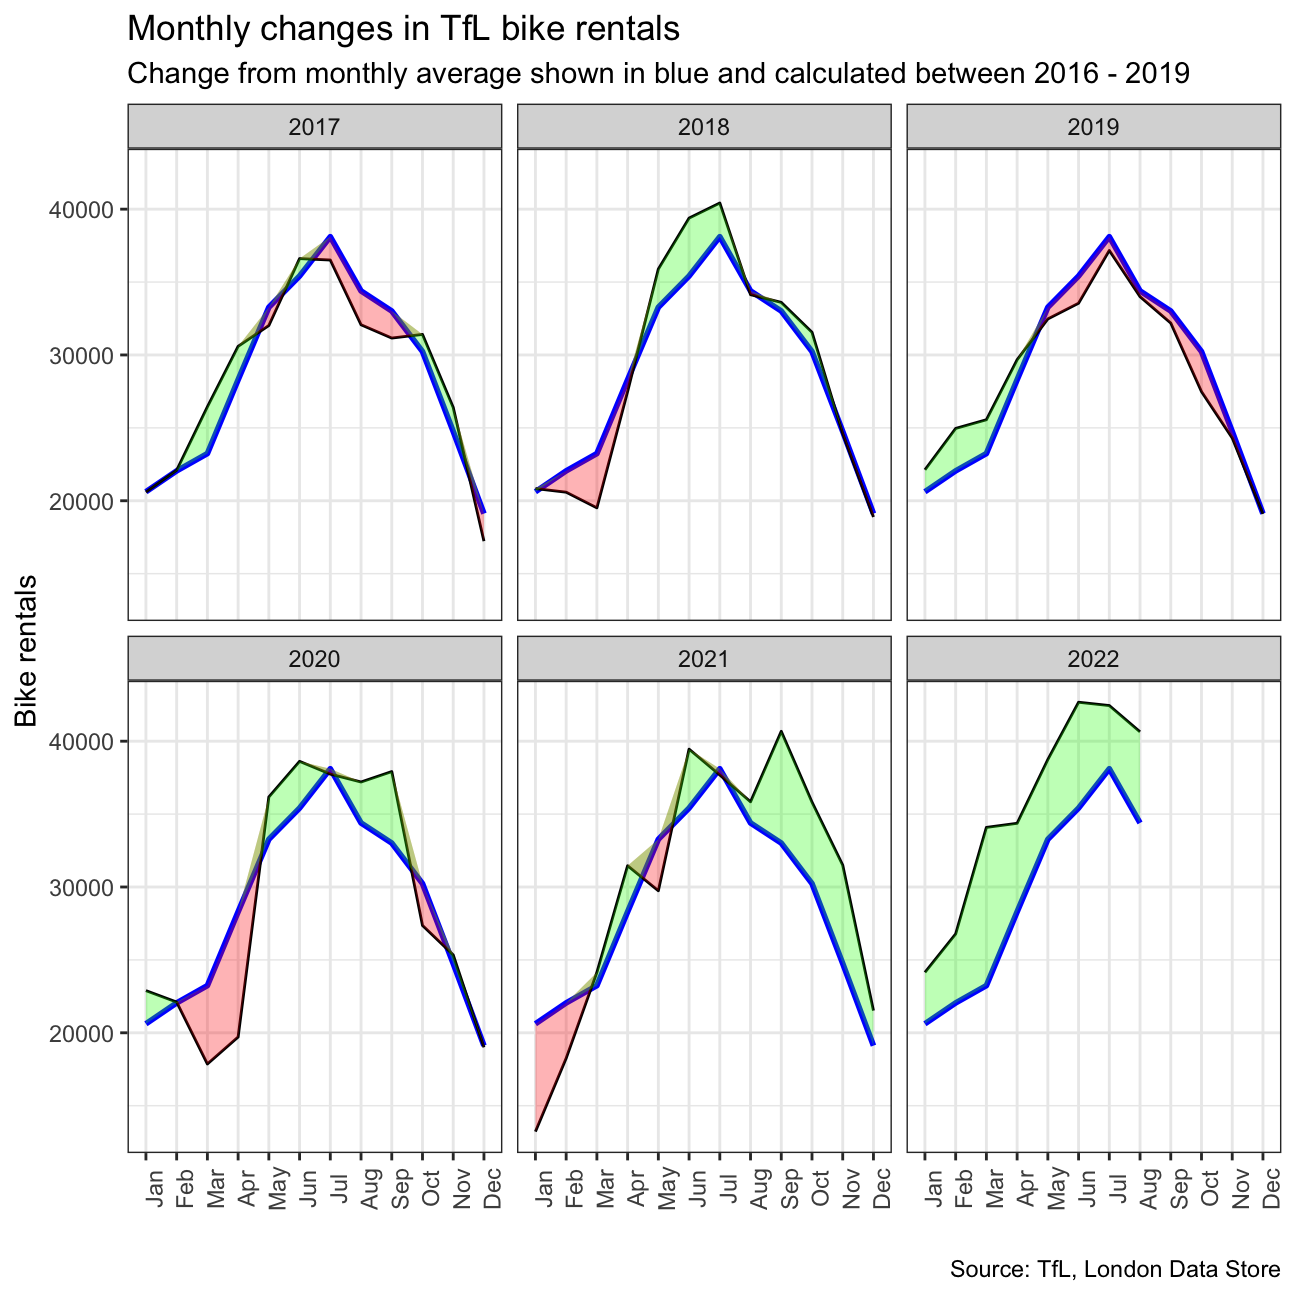 Monthly changes in TfL bike rentals
Change from monthly average shown in blue and calculated between 2016 - 2019
2017 2018 2019
40000
30000
20000
Bike rentals
2020 2021 2022
40000
30000
20000
Jan Feb Mar Apr May Jun Jul Aug Sep Oct Nov Dec Jan Feb Mar Apr May Jun Jul Aug Sep Oct Nov Dec Jan Feb Mar Apr May Jun Jul Aug Sep Oct Nov Dec
Source: TfL, London Data Store